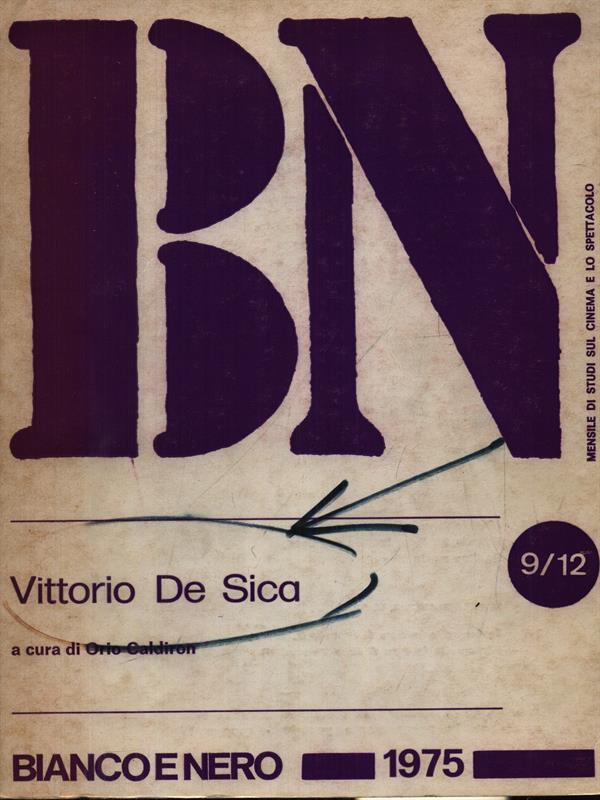 BN
MENSILE DI STUDI SUL CINEMA E LO SPETTACOLO
9/12
Vittorio De Sica
a cura di Orio Caldiron
BIANCO E NERO 1975